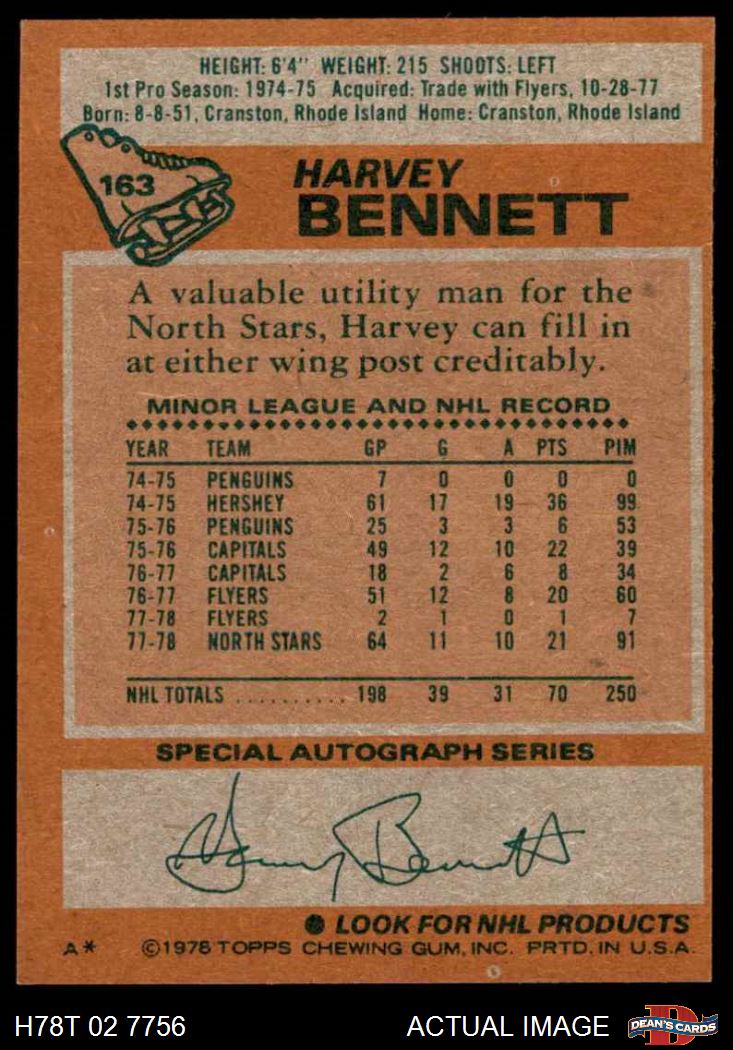 HEIGHT: 6'4" WEIGHT: 215 SHOOTS: LEFT
1st Pro Season: 1974-75 Acquired: Trade with Flyers, 10-28-77
Born: 8-8-51, Cranston, Rhode Island Home: Cranston, Rhode Island
163
HARVEY
BENNETT
A valuable utility man for the
North Stars, Harvey can fill in
at either wing post creditably.
MINOR LEAGUE AND NHL RECORD
YEAR TEAM GP G A PTS PIM
74-75 PENGUINS 7 0 0 0 0
74-75 HERSHEY 61 17 19 36 99
75-76 PENGUINS 25 3 3 6 53
75-76 CAPITALS 49 12 10 22 39
76-77 CAPITALS 18 2 6 8 34
76-77 FLYERS 51 12 8 20 60
77-78 FLYERS 2 1 0 1 7
77-78 NORTH STARS 64 11 10 21 91
NHL TOTALS .......... 198 39 31 70 250
SPECIAL AUTOGRAPH SERIES
Harvey Bennett
LOOK FOR NHL PRODUCTS
A* ©1978 TOPPS CHEWING GUM, INC. PRTD. IN U.S.A.
H78T 02 7756 ACTUAL IMAGE
D
DEAN'S CARDS